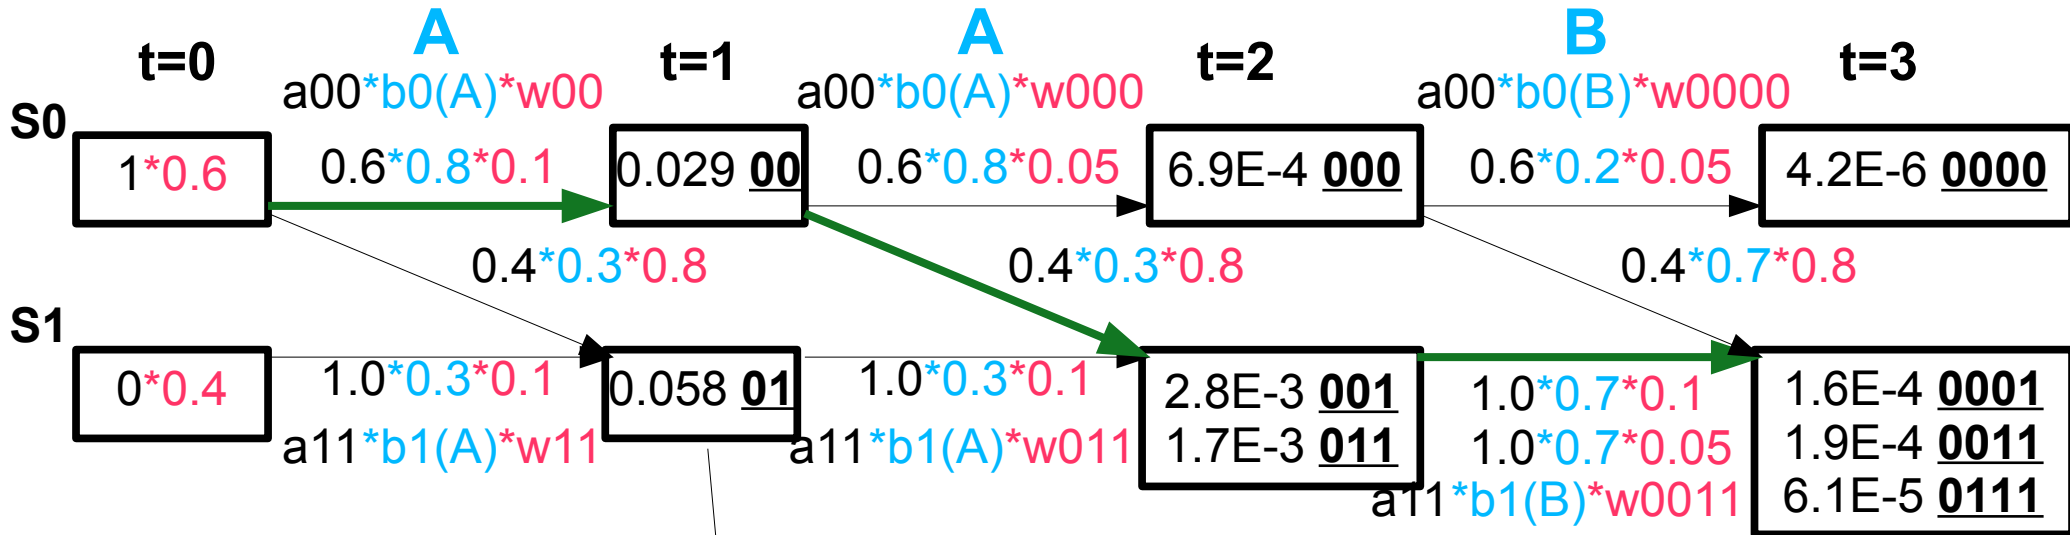 A A B
t=0 t=1 t=2 t=3
a00*b0(A)*w00 a00*b0(A)*w000 a00*b0(B)*w0000
S0
1*0.6 0.6*0.8*0.1 0.029 00 0.6*0.8*0.05 6.9E-4 000 0.6*0.2*0.05 4.2E-6 0000
0.4*0.3*0.8 0.4*0.3*0.8 0.4*0.7*0.8
S1
0*0.4 1.0*0.3*0.1 0.058 01 1.0*0.3*0.1 2.8E-3 001 1.0*0.7*0.1 1.6E-4 0001
a11*b1(A)*w11 a11*b1(A)*w011 1.7E-3 011 1.0*0.7*0.05 1.9E-4 0011
a11*b1(B)*w0011 6.1E-5 0111